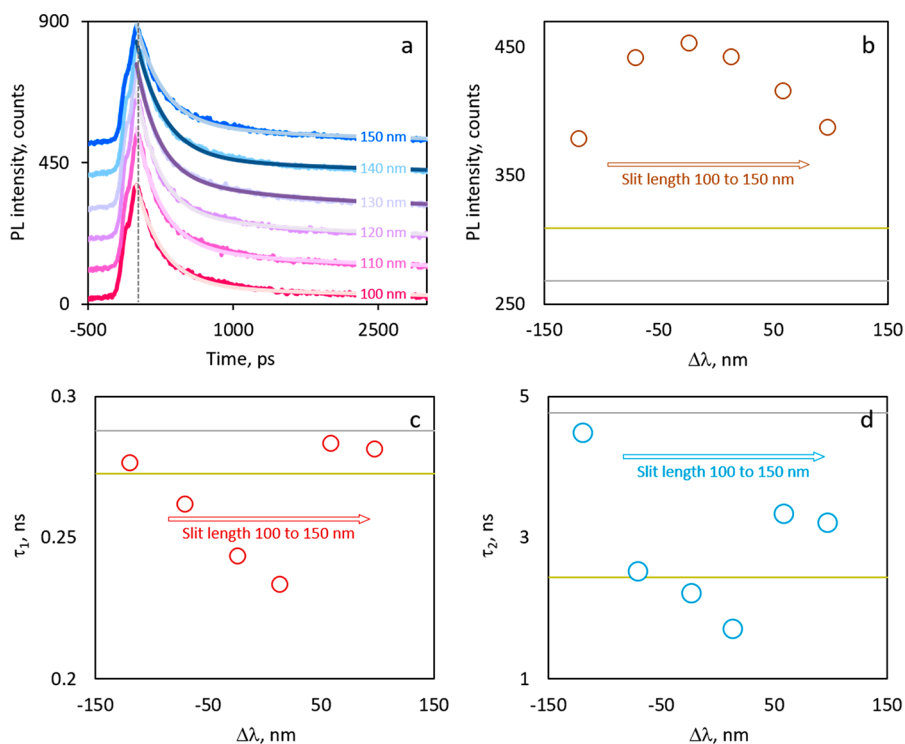 900
450
0
PL intensity, counts
a
150 nm
140 nm
130 nm
120 nm
110 nm
100 nm
-500
1000
2500
Time, ps
450
350
250
PL intensity, counts
b
Slit length 100 to 150 nm
-150
-50
50
150
Δλ, nm
0.3
0.25
0.2
τ1, ns
c
Slit length 100 to 150 nm
-150
-50
50
150
Δλ, nm
5
3
1
τ2, ns
d
Slit length 100 to 150 nm
-150
-50
50
150
Δλ, nm